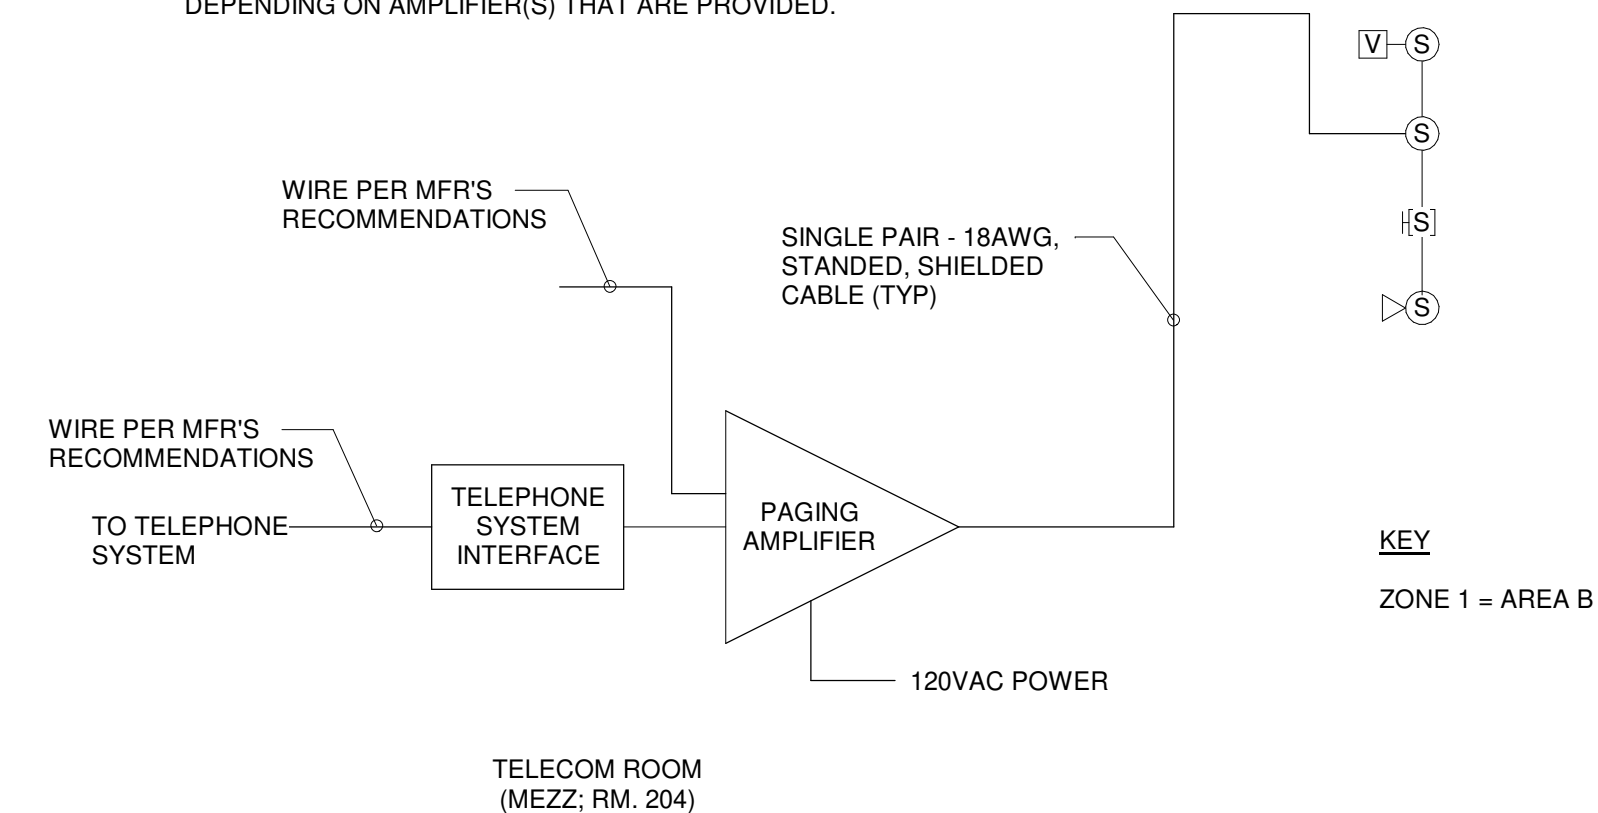 DEPENDING ON AMPLIFIER(S) THAT ARE PROVIDED.
V
S
S
WIRE PER MFR'S
RECOMMENDATIONS
SINGLE PAIR - 18AWG,
STANDED, SHIELDED
CABLE (TYP)
[S]
S
WIRE PER MFR'S
RECOMMENDATIONS
TO TELEPHONE
SYSTEM
TELEPHONE
SYSTEM
INTERFACE
PAGING
AMPLIFIER
KEY
ZONE 1 = AREA B
120VAC POWER
TELECOM ROOM
(MEZZ; RM. 204)